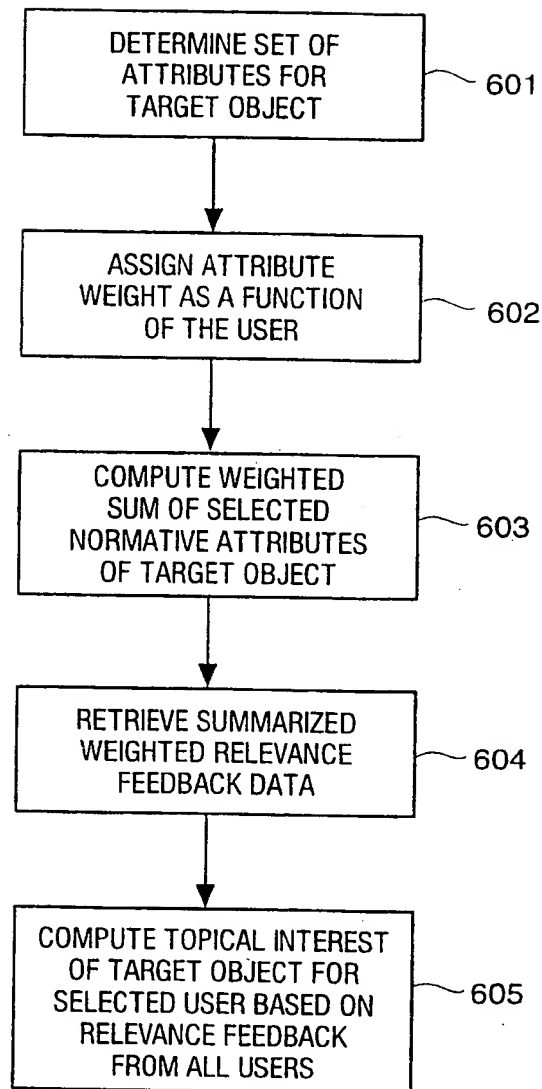 DETERMINE SET OF
ATTRIBUTES FOR
TARGET OBJECT
601
ASSIGN ATTRIBUTE
WEIGHT AS A FUNCTION
OF THE USER
602
COMPUTE WEIGHTED
SUM OF SELECTED
NORMATIVE ATTRIBUTES
OF TARGET OBJECT
603
RETRIEVE SUMMARIZED
WEIGHTED RELEVANCE
FEEDBACK DATA
604
COMPUTE TOPICAL INTEREST
OF TARGET OBJECT FOR
SELECTED USER BASED ON
RELEVANCE FEEDBACK
FROM ALL USERS
605